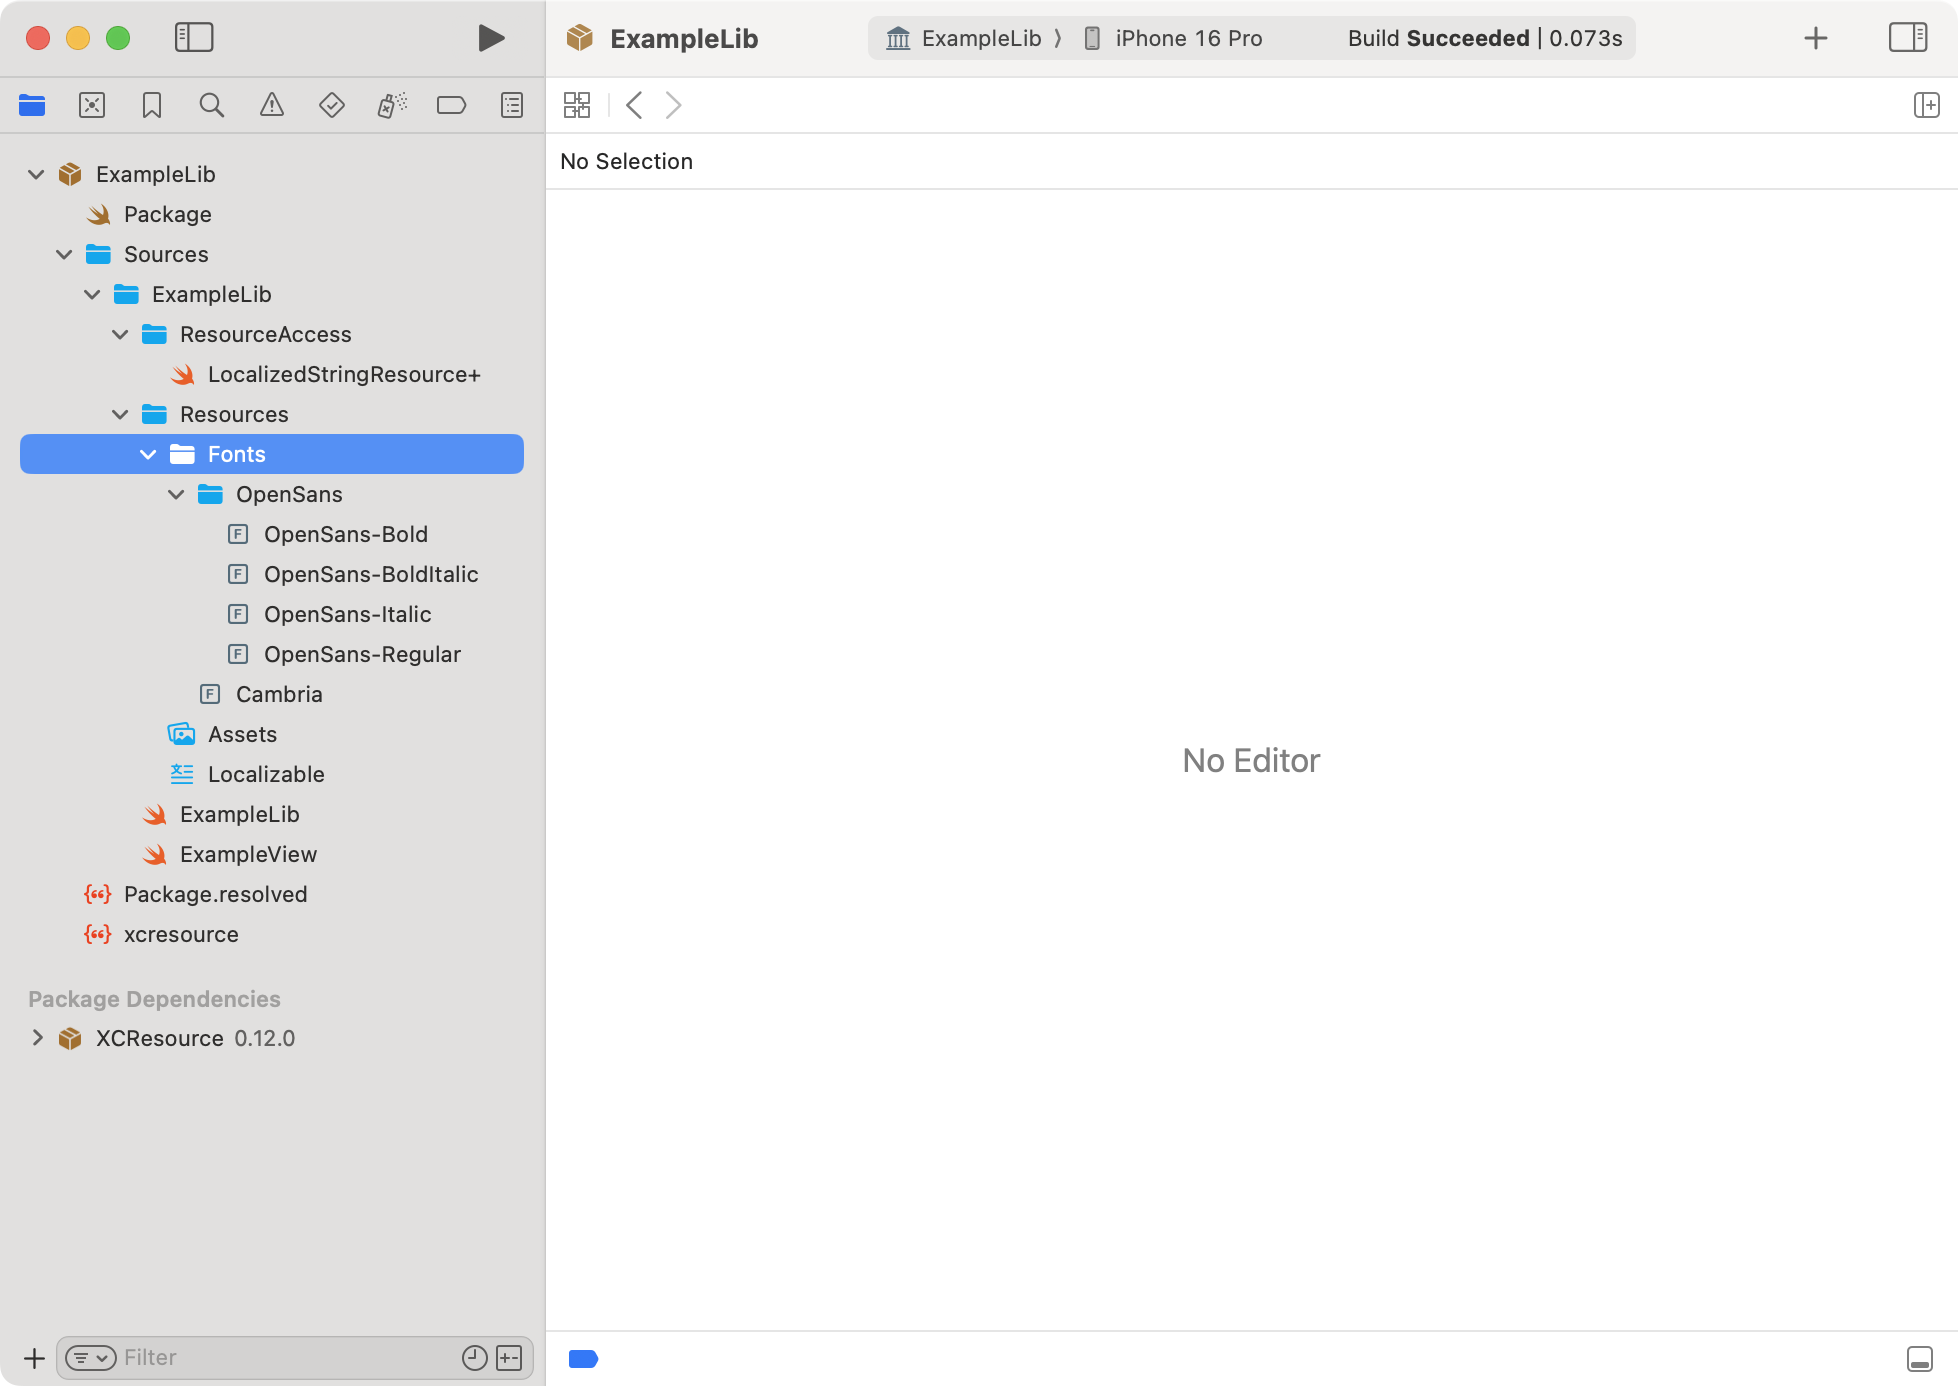 ExampleLib
ExampleLib
iPhone 16 Pro
Build Succeeded | 0.073s
No Selection
ExampleLib
Package
Sources
ExampleLib
ResourceAccess
LocalizedStringResource+
Resources
Fonts
OpenSans
F OpenSans-Bold
F OpenSans-BoldItalic
F OpenSans-Italic
F OpenSans-Regular
F Cambria
Assets
Localizable
ExampleLib
ExampleView
Package.resolved
xcresource
Package Dependencies
XCResource 0.12.0
Filter
No Editor